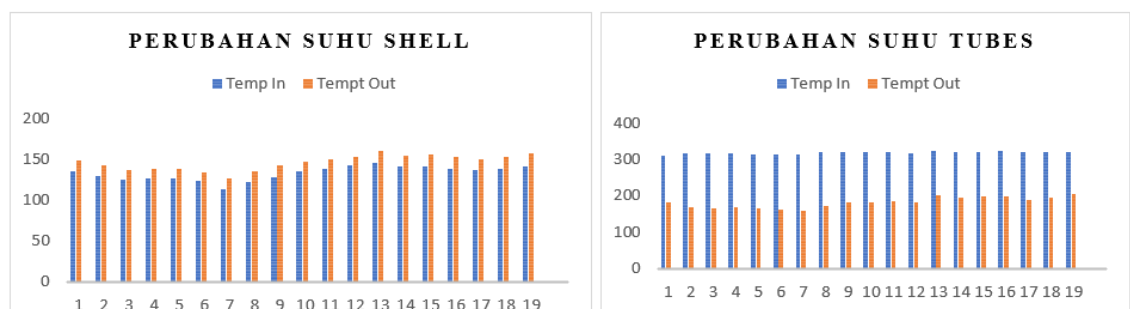 PERUBAHAN SUHU SHELL
Temp In Tempt Out
200
150
100
50
0
1 2 3 4 5 6 7 8 9 10 11 12 13 14 15 16 17 18 19
PERUBAHAN SUHU TUBES
Temp In Tempt Out
400
300
200
100
0
1 2 3 4 5 6 7 8 9 10 11 12 13 14 15 16 17 18 19